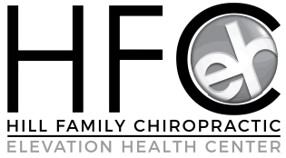 HFC
eh
HILL FAMILY CHIROPRACTIC
ELEVATION HEALTH CENTER